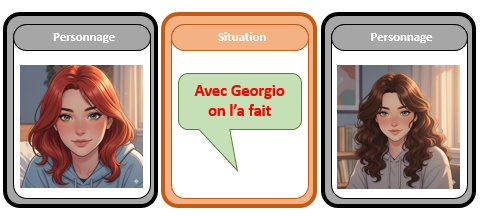 Personnage
Situation
Personnage
Avec Georgio
on l’a fait